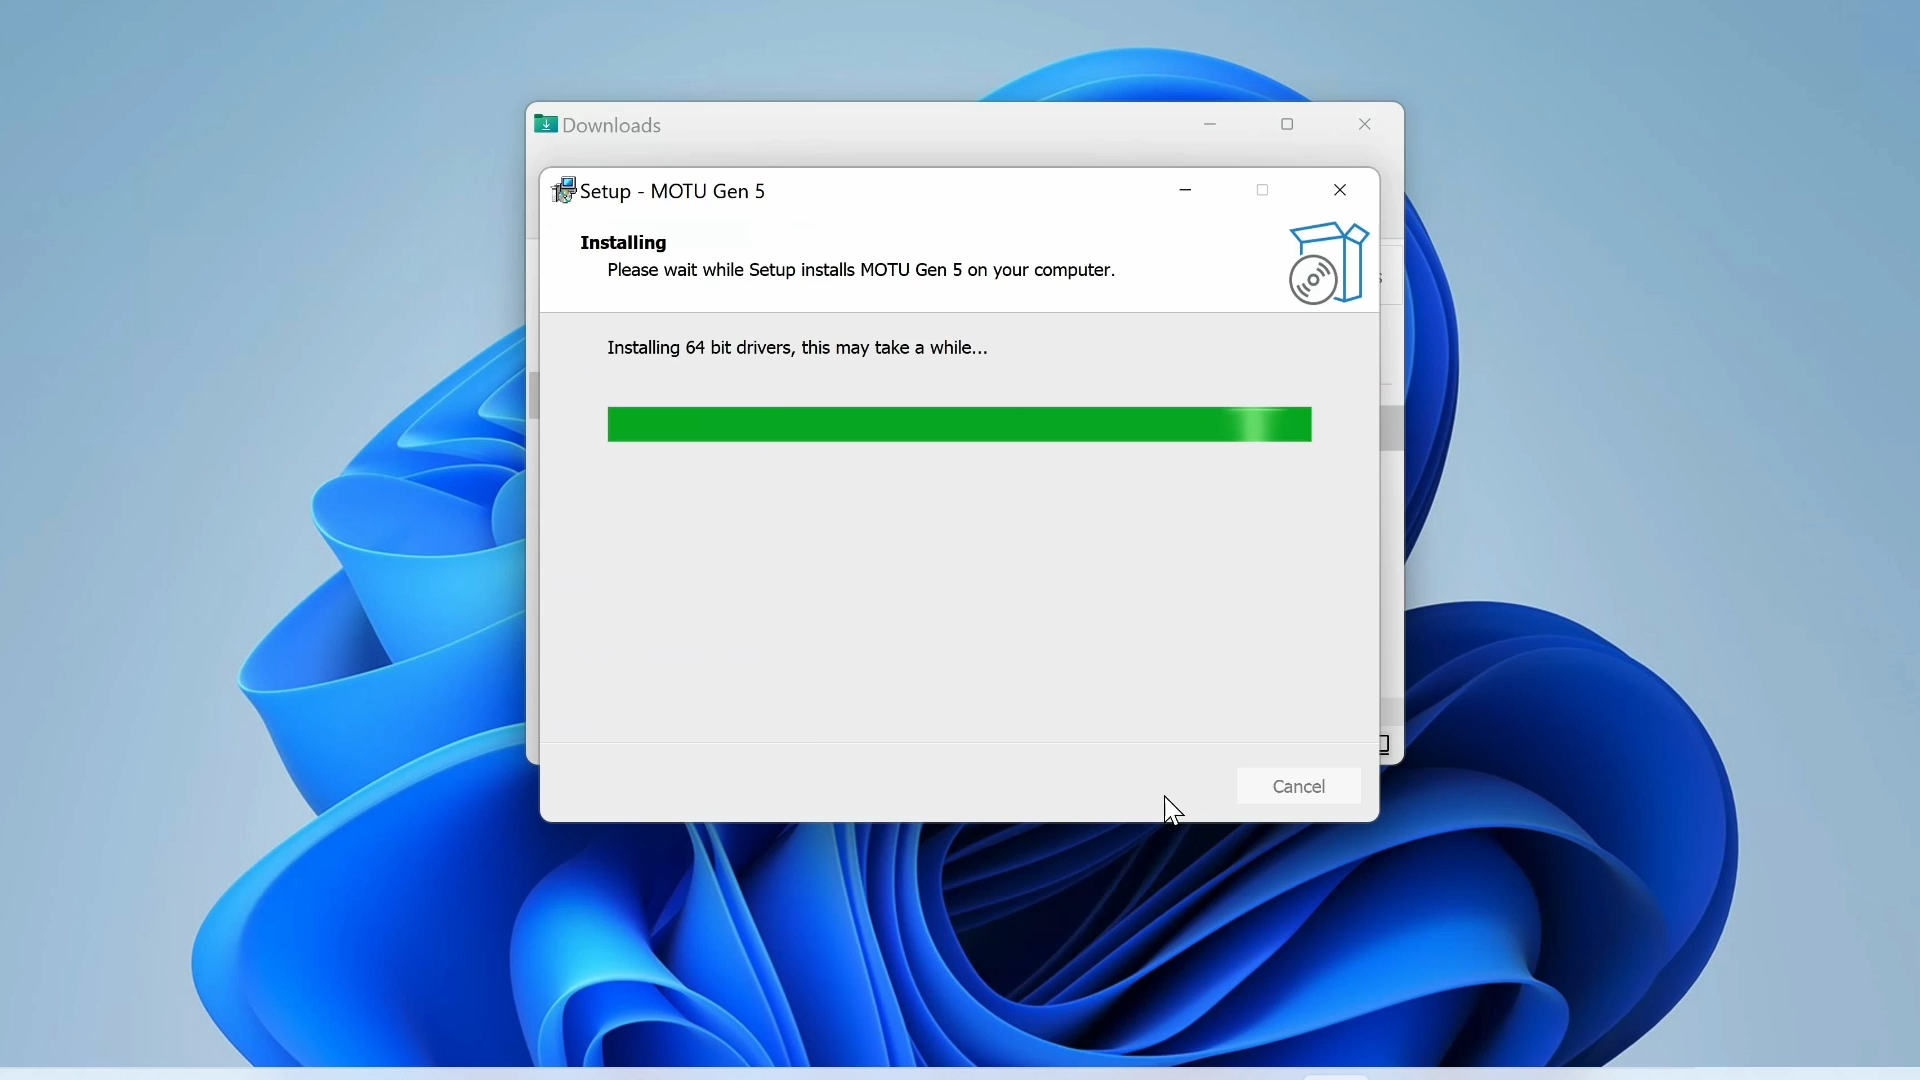 Downloads
Setup - MOTU Gen 5
Installing
Please wait while Setup installs MOTU Gen 5 on your computer.
Installing 64 bit drivers, this may take a while...
Cancel